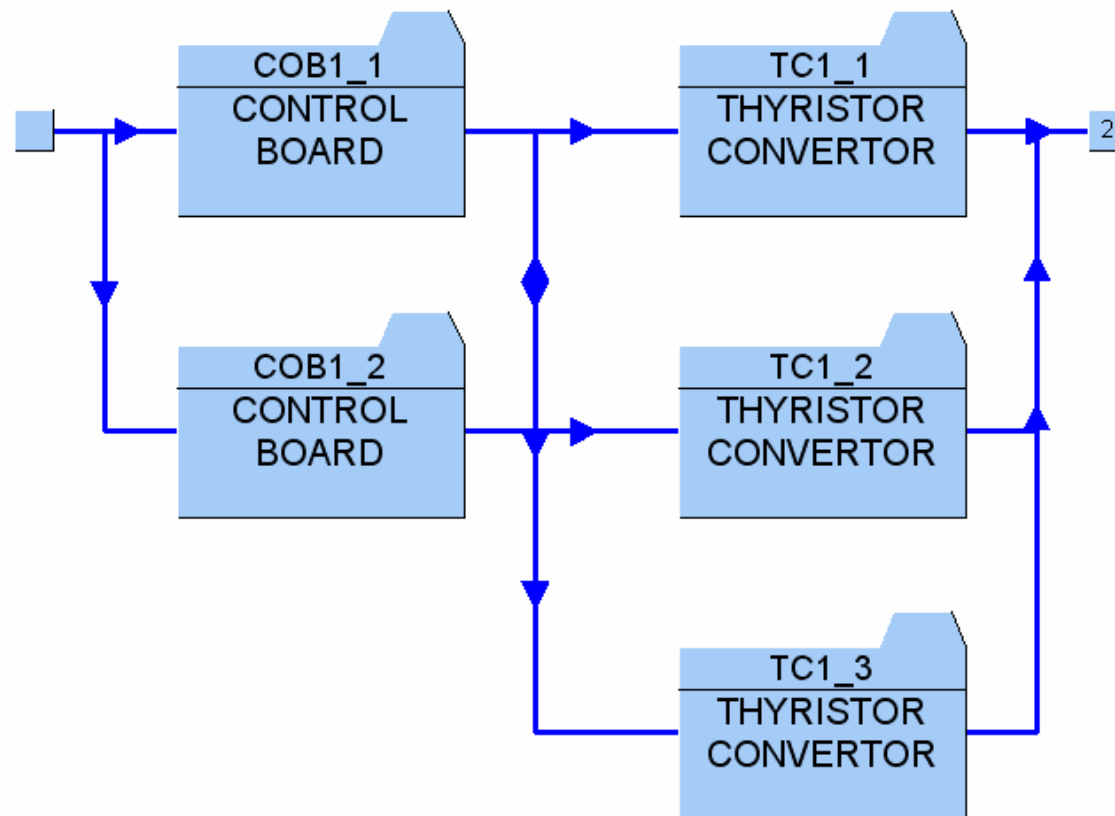 COB1_1
CONTROL
BOARD
TC1_1
THYRISTOR
CONVERTOR
2
COB1_2
CONTROL
BOARD
TC1_2
THYRISTOR
CONVERTOR
TC1_3
THYRISTOR
CONVERTOR